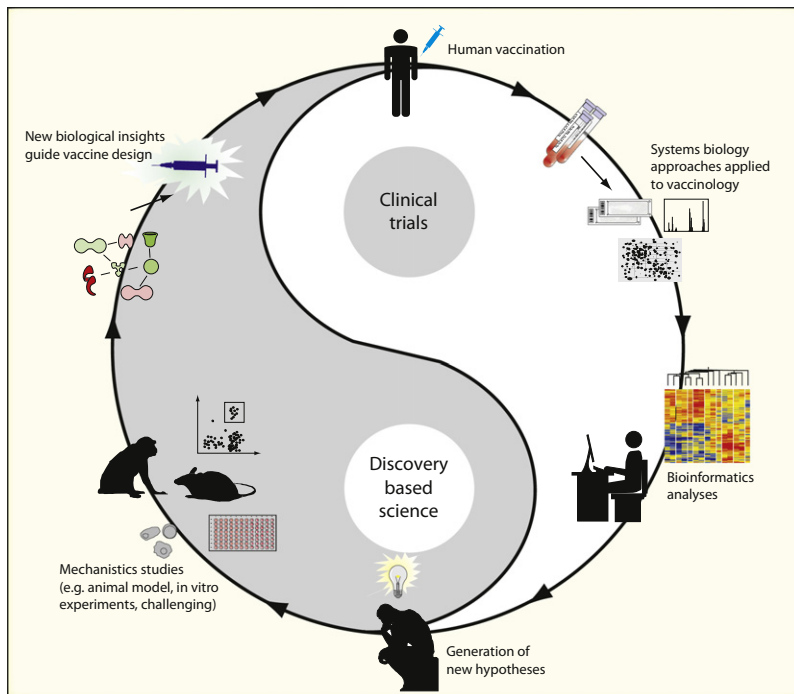 Human vaccination
New biological insights
guide vaccine design
Systems biology
approaches applied
to vaccinology
Clinical
trials
Discovery
based
science
Bioinformatics
analyses
Mechanistics studies
(e.g. animal model, in vitro
experiments, challenging)
Generation of
new hypotheses